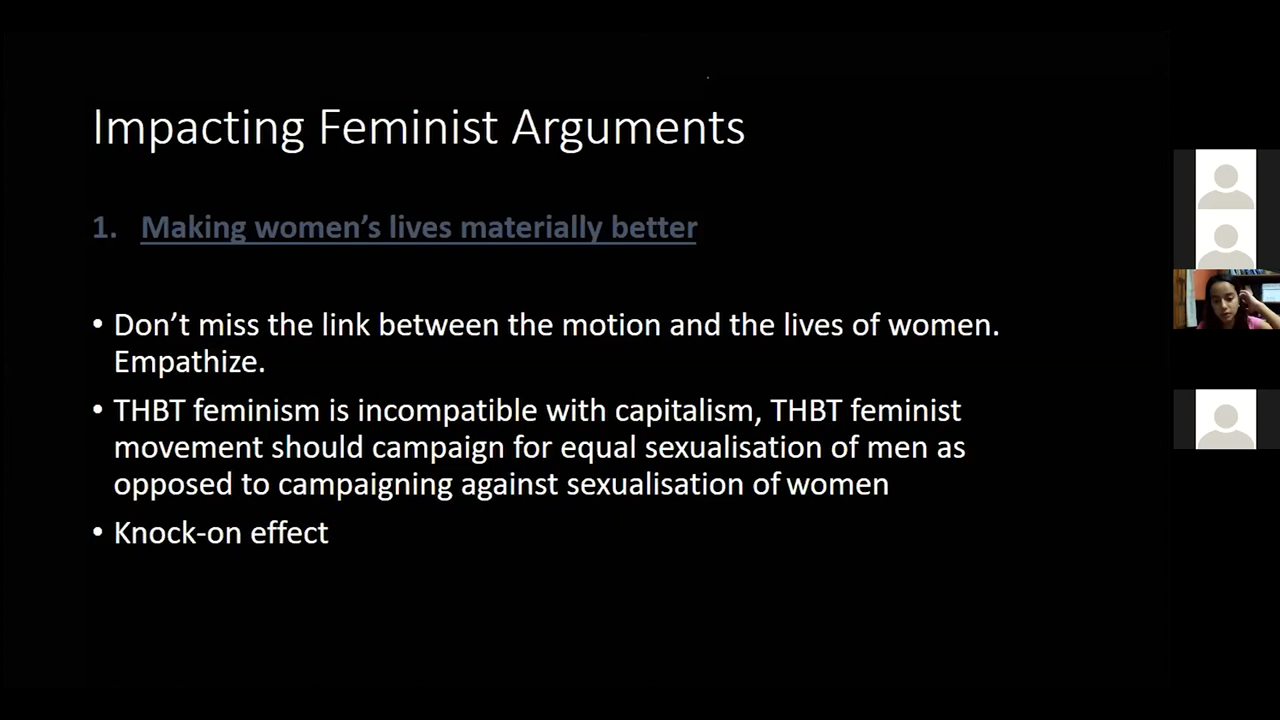 Impacting Feminist Arguments
1. Making women's lives materially better
• Don't miss the link between the motion and the lives of women.
Empathize.
• THBT feminism is incompatible with capitalism, THBT feminist
movement should campaign for equal sexualisation of men as
opposed to campaigning against sexualisation of women
• Knock-on effect